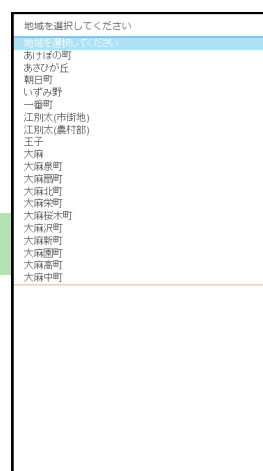 地域を選択してください
地域を選択してください
あけぼの町
あさひが丘
朝日町
いずみ野
一番町
江別太(市街地)
江別太(農村部)
王子
大麻
大麻泉町
大麻扇町
大麻北町
大麻栄町
大麻桜木町
大麻沢町
大麻新町
大麻園町
大麻高町
大麻中町